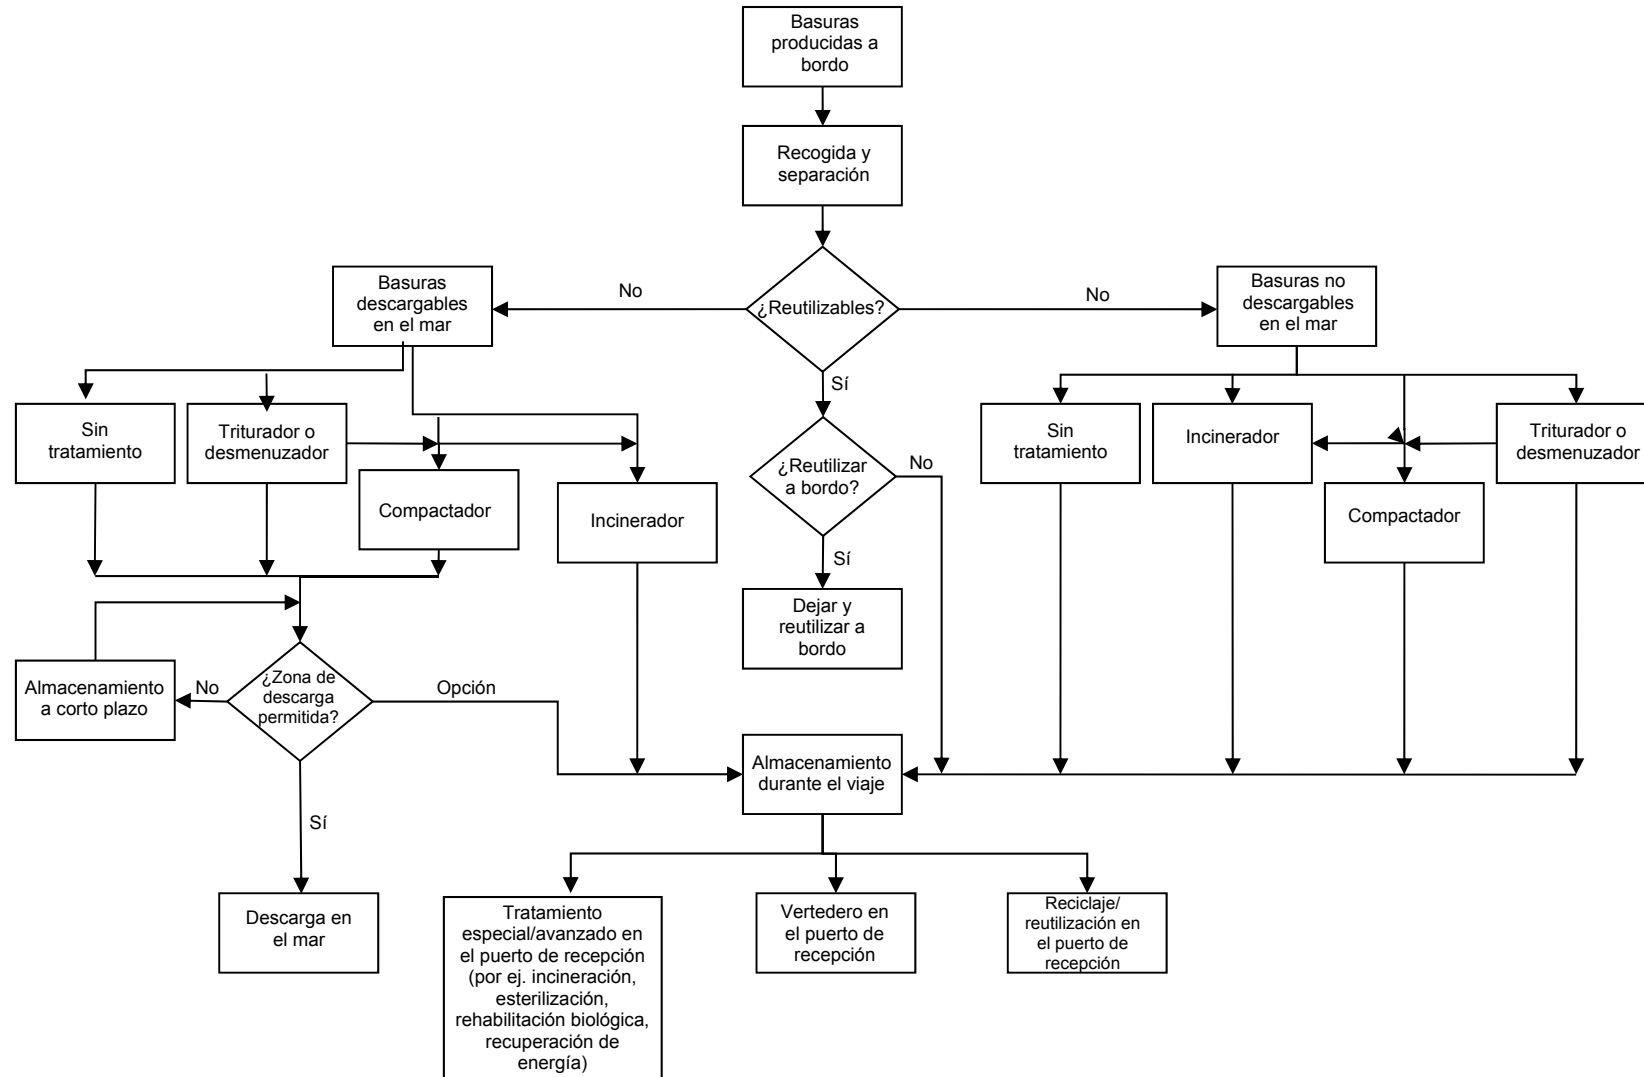 Basuras
producidas a
bordo
Recogida y
separación
¿Reutilizables?
No
No
Sí
Basuras
descargables
en el mar
Basuras no
descargables
en el mar
Sin
tratamiento
Triturador o
desmenuzador
Compactador
Incinerador
¿Reutilizar
a bordo?
No
Sí
Dejar y
reutilizar a
bordo
Sin
tratamiento
Incinerador
Compactador
Triturador o
desmenuzador
Almacenamiento
a corto plazo
No
¿Zona de
descarga
permitida?
Opción
Sí
Almacenamiento
durante el viaje
Descarga en
el mar
Tratamiento
especial/avanzado en
el puerto de recepción
(por ej. incineración,
esterilización,
rehabilitación biológica,
recuperación de
energía)
Vertedero en
el puerto de
recepción
Reciclaje/
reutilización en
el puerto de
recepción